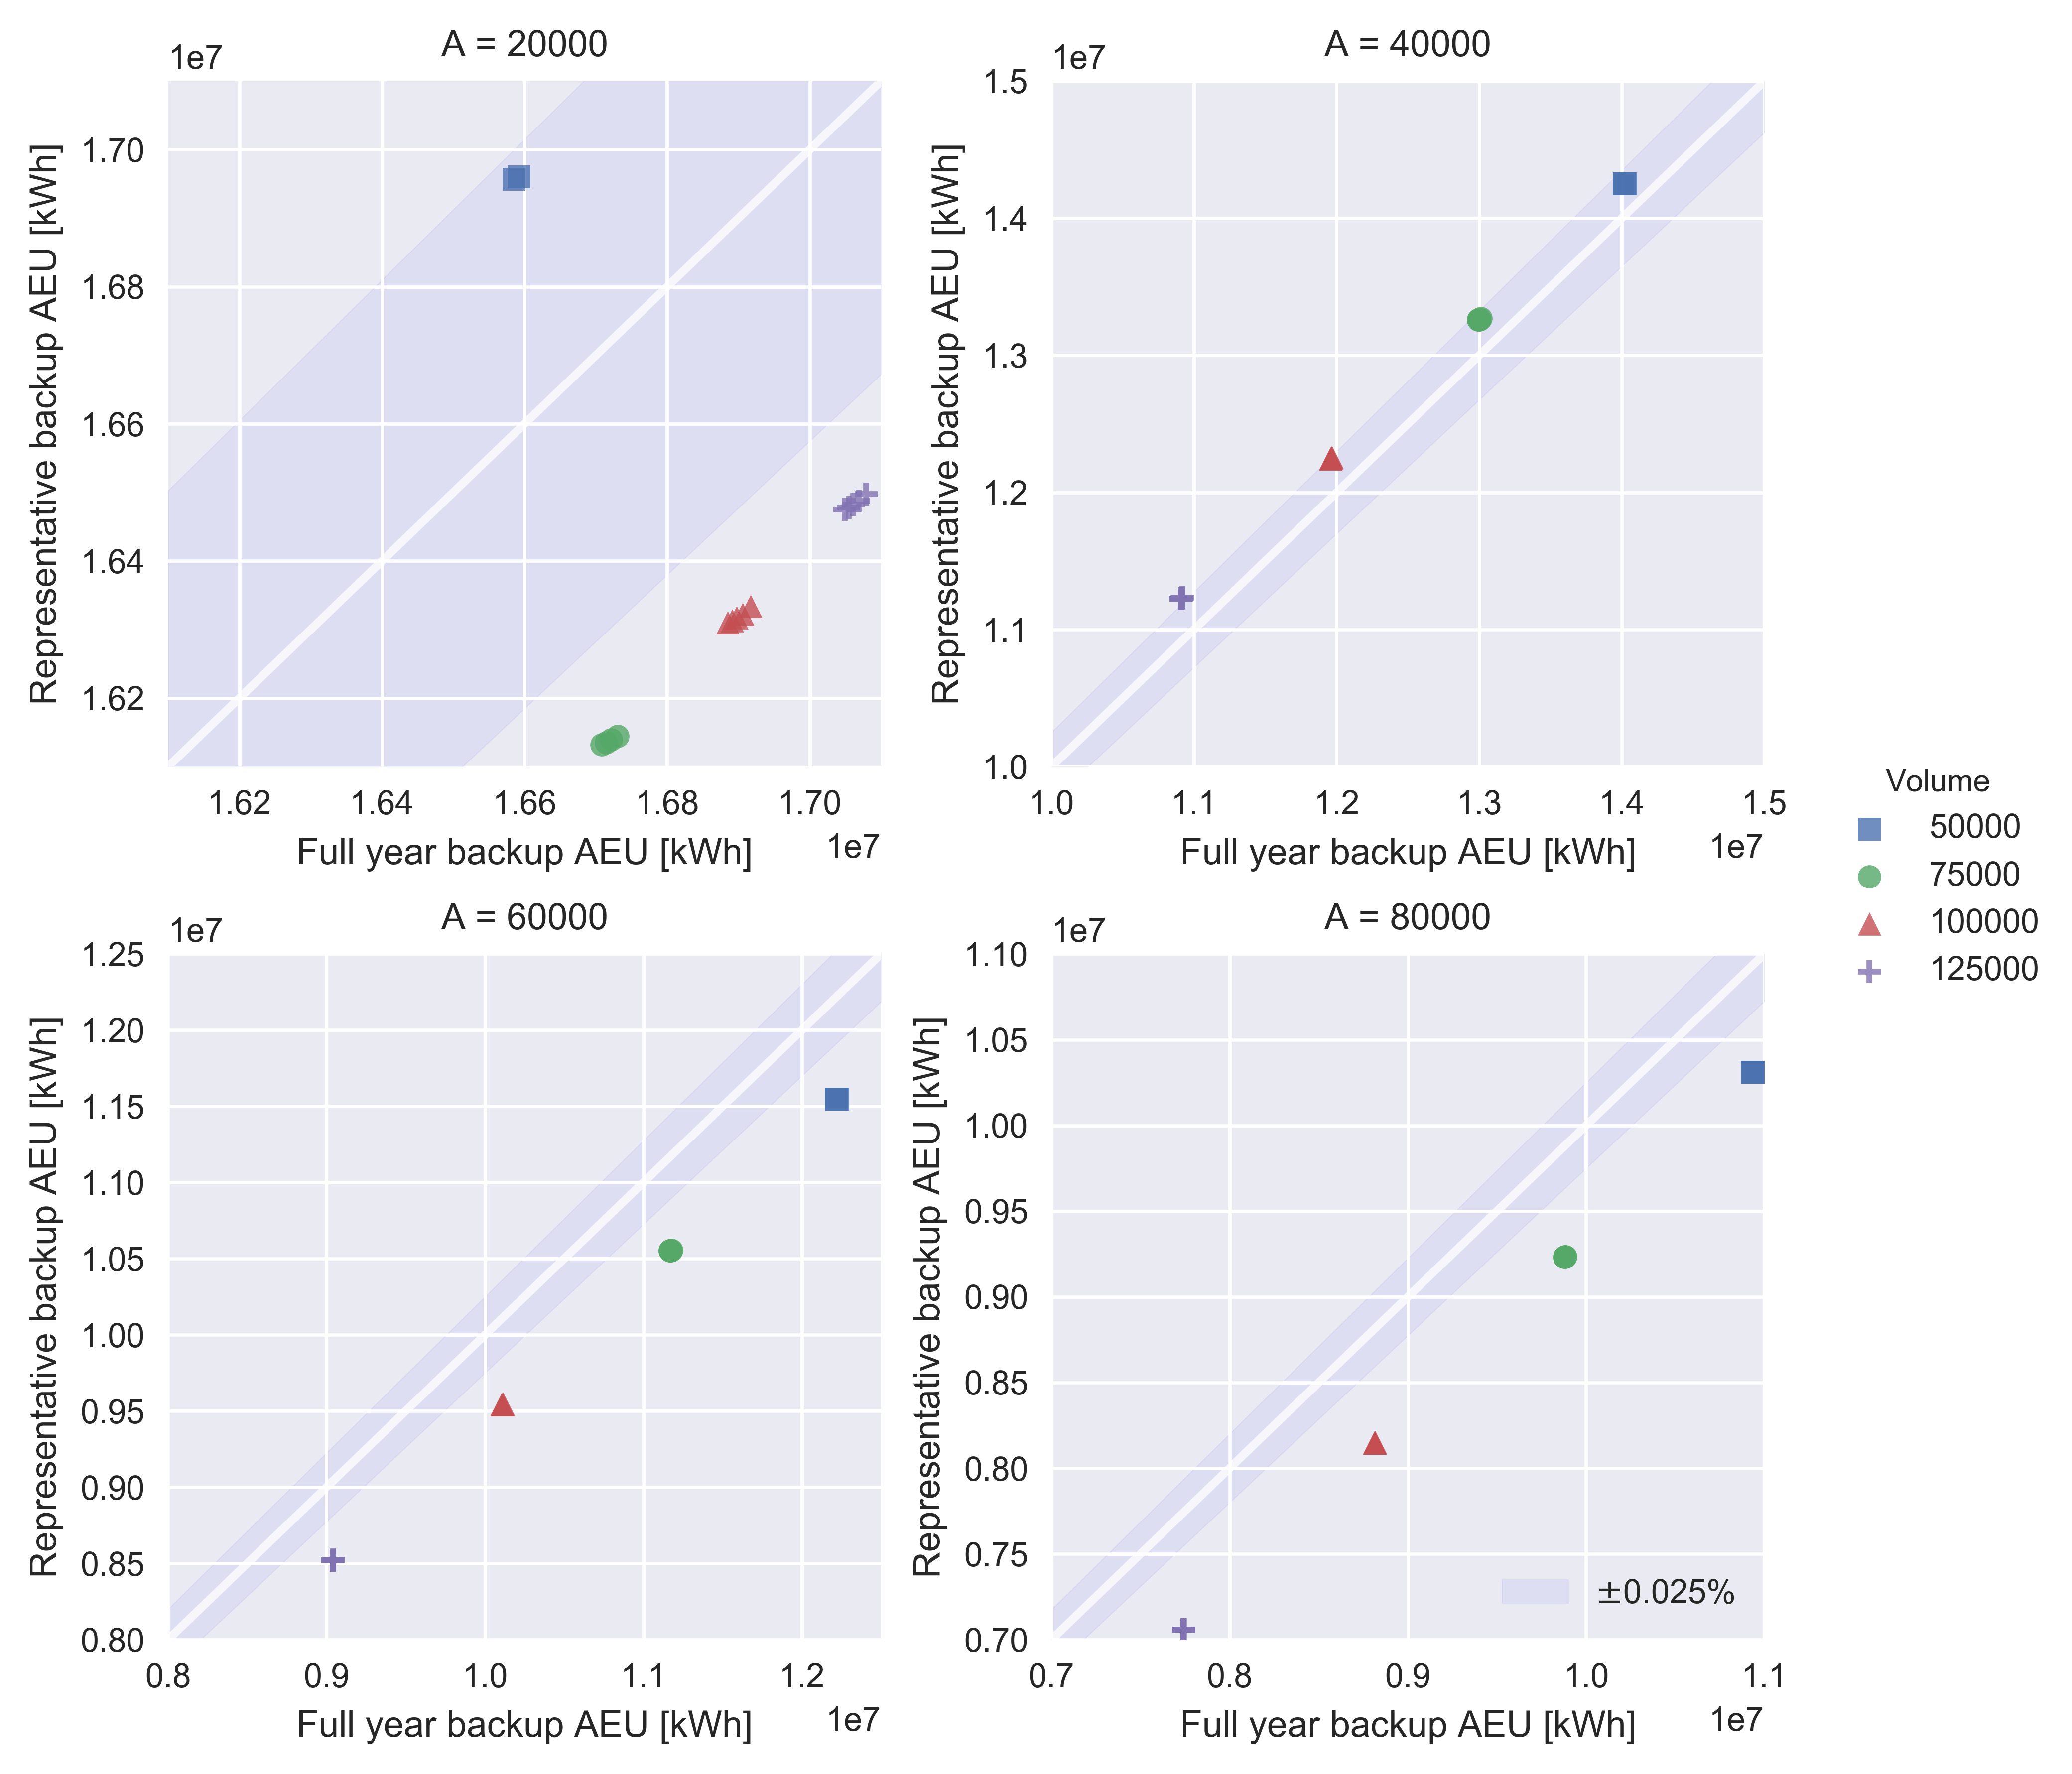 A = 20000
1e7
Representative backup AEU [kWh]
1.70
1.68
1.66
1.64
1.62
1.62 1.64 1.66 1.68 1.70
Full year backup AEU [kWh]
1e7
A = 40000
1e7
Representative backup AEU [kWh]
1.5
1.4
1.3
1.2
1.1
1.0
1.0 1.1 1.2 1.3 1.4 1.5
Full year backup AEU [kWh]
1e7
Volume
50000
75000
100000
125000
A = 60000
1e7
Representative backup AEU [kWh]
1.25
1.20
1.15
1.10
1.05
1.00
0.95
0.90
0.85
0.80
0.8 0.9 1.0 1.1 1.2
Full year backup AEU [kWh]
1e7
A = 80000
1e7
Representative backup AEU [kWh]
1.10
1.05
1.00
0.95
0.90
0.85
0.80
0.75
0.70
±0.025%
0.7 0.8 0.9 1.0 1.1
Full year backup AEU [kWh]
1e7